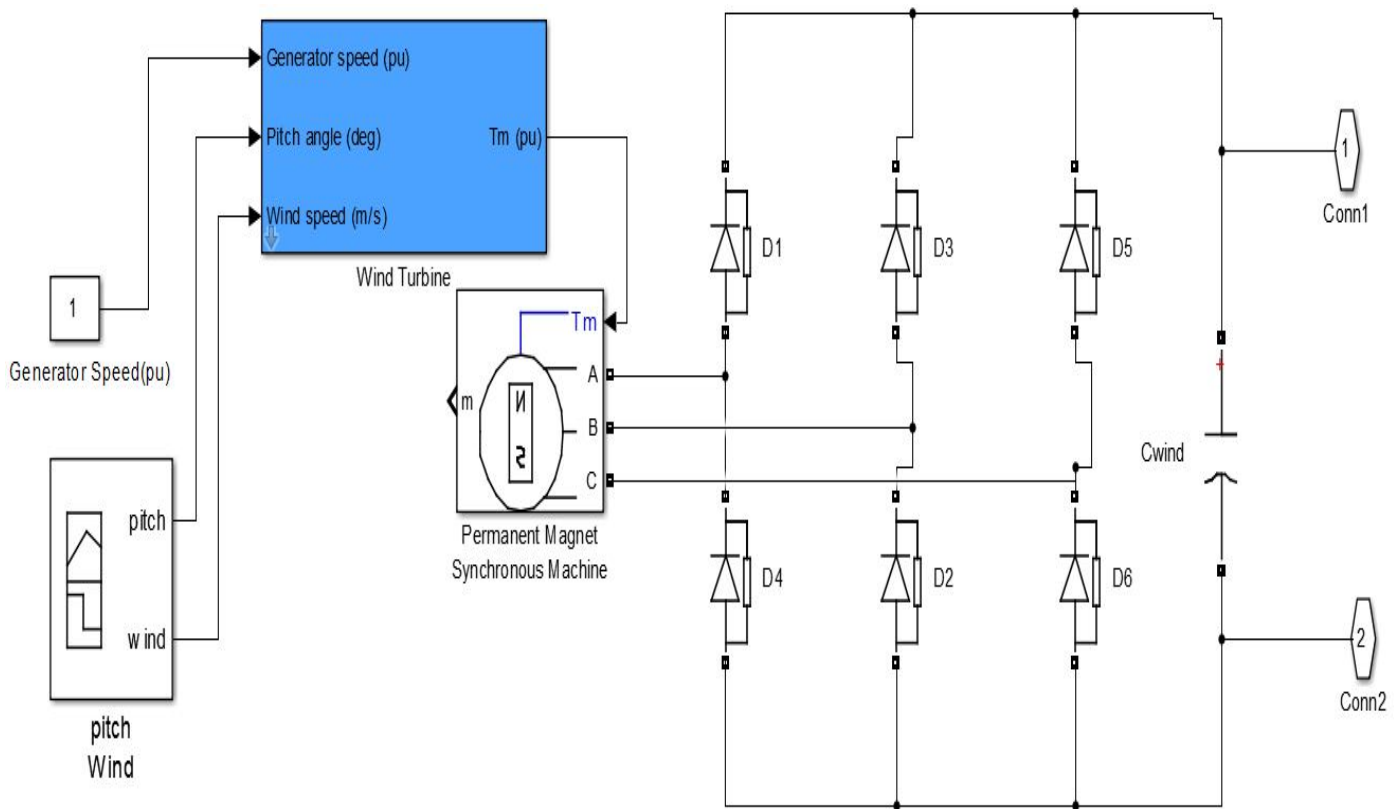 Generator speed (pu)
Pitch angle (deg)
Tm (pu)
Wind speed (m/s)
Wind Turbine
1
Generator Speed(pu)
Tm
A
m
B
C
N
S
Permanent Magnet
Synchronous Machine
pitch
wind
pitch
Wind
D1
D3
D5
D4
D2
D6
+
Cwind
1
Conn1
2
Conn2